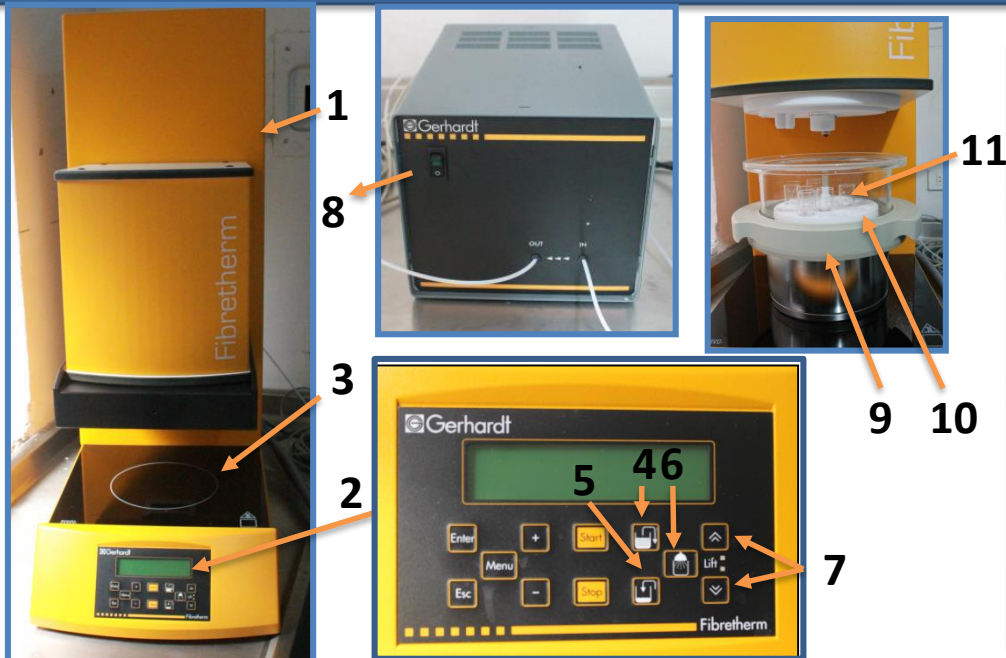 1
Fibretherm
3
2
Gerhardt
8
OUT
IN
Fib
11
9
10
Gerhardt
4
6
5
Enter
+
Start
Menu
Lift
Esc
−
Stop
7
Fibretherm